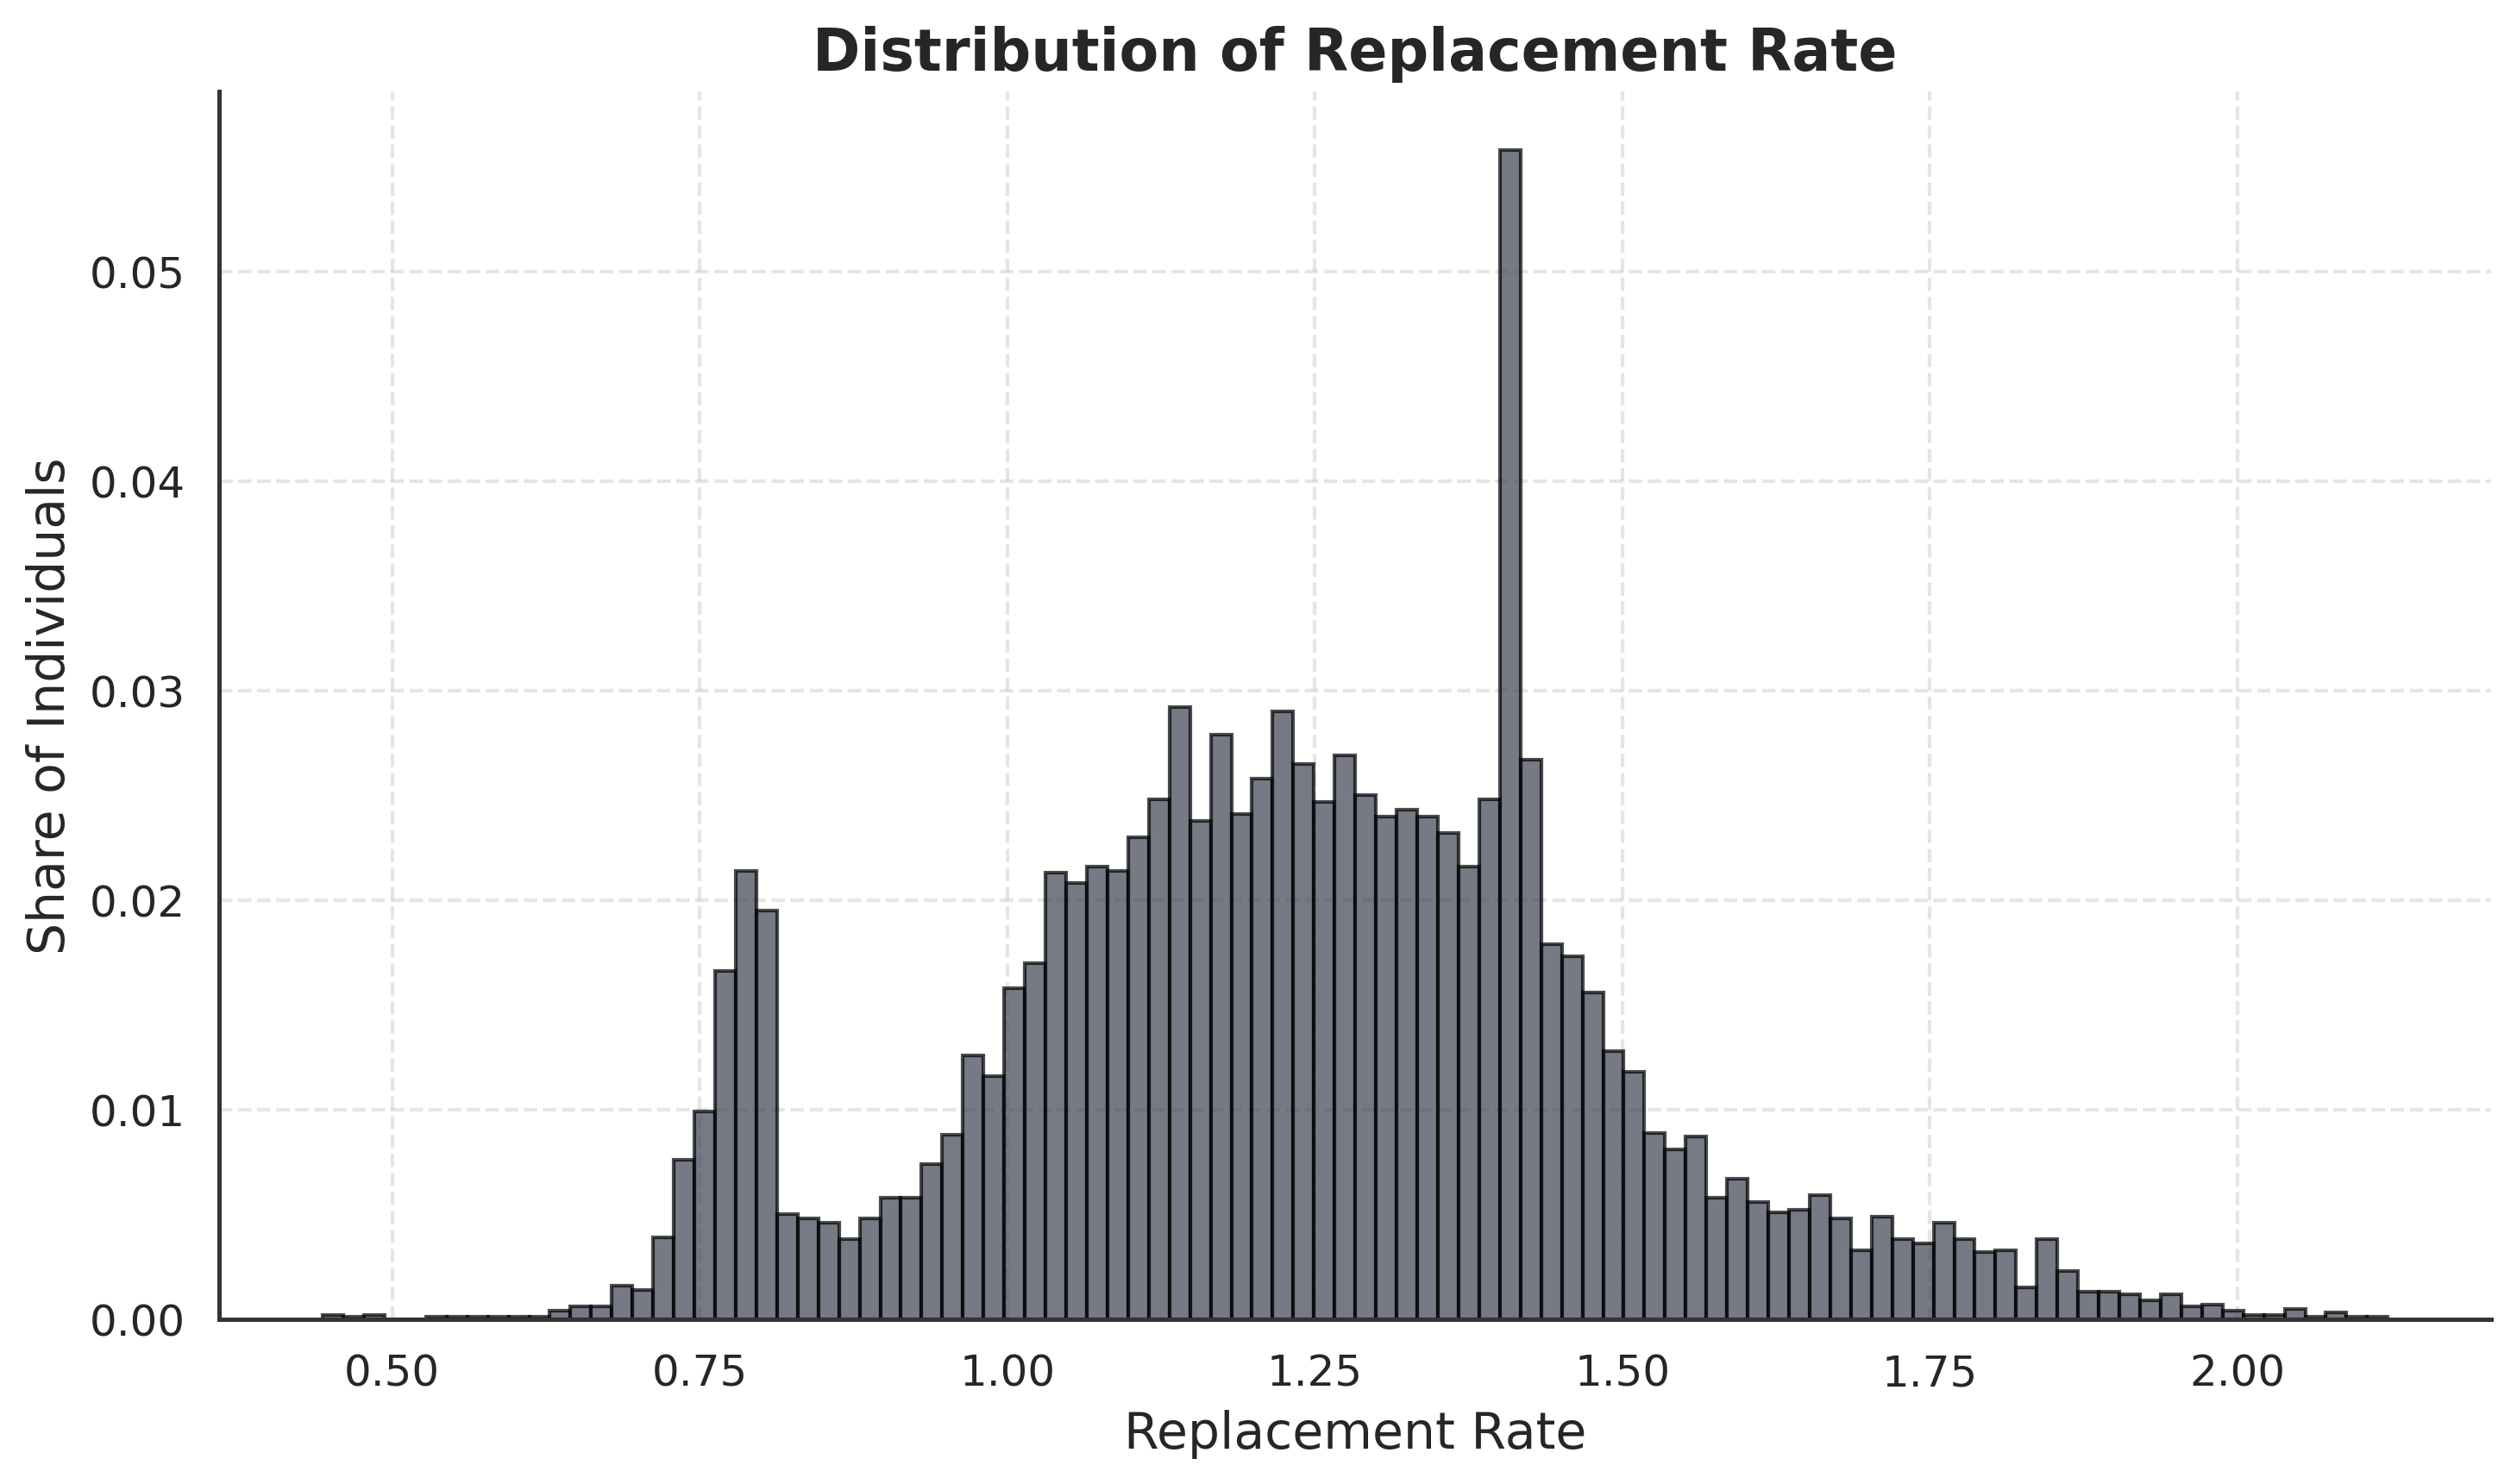 Distribution of Replacement Rate
Share of Individuals
0.05
0.04
0.03
0.02
0.01
0.00
0.50 0.75 1.00 1.25 1.50 1.75 2.00
Replacement Rate